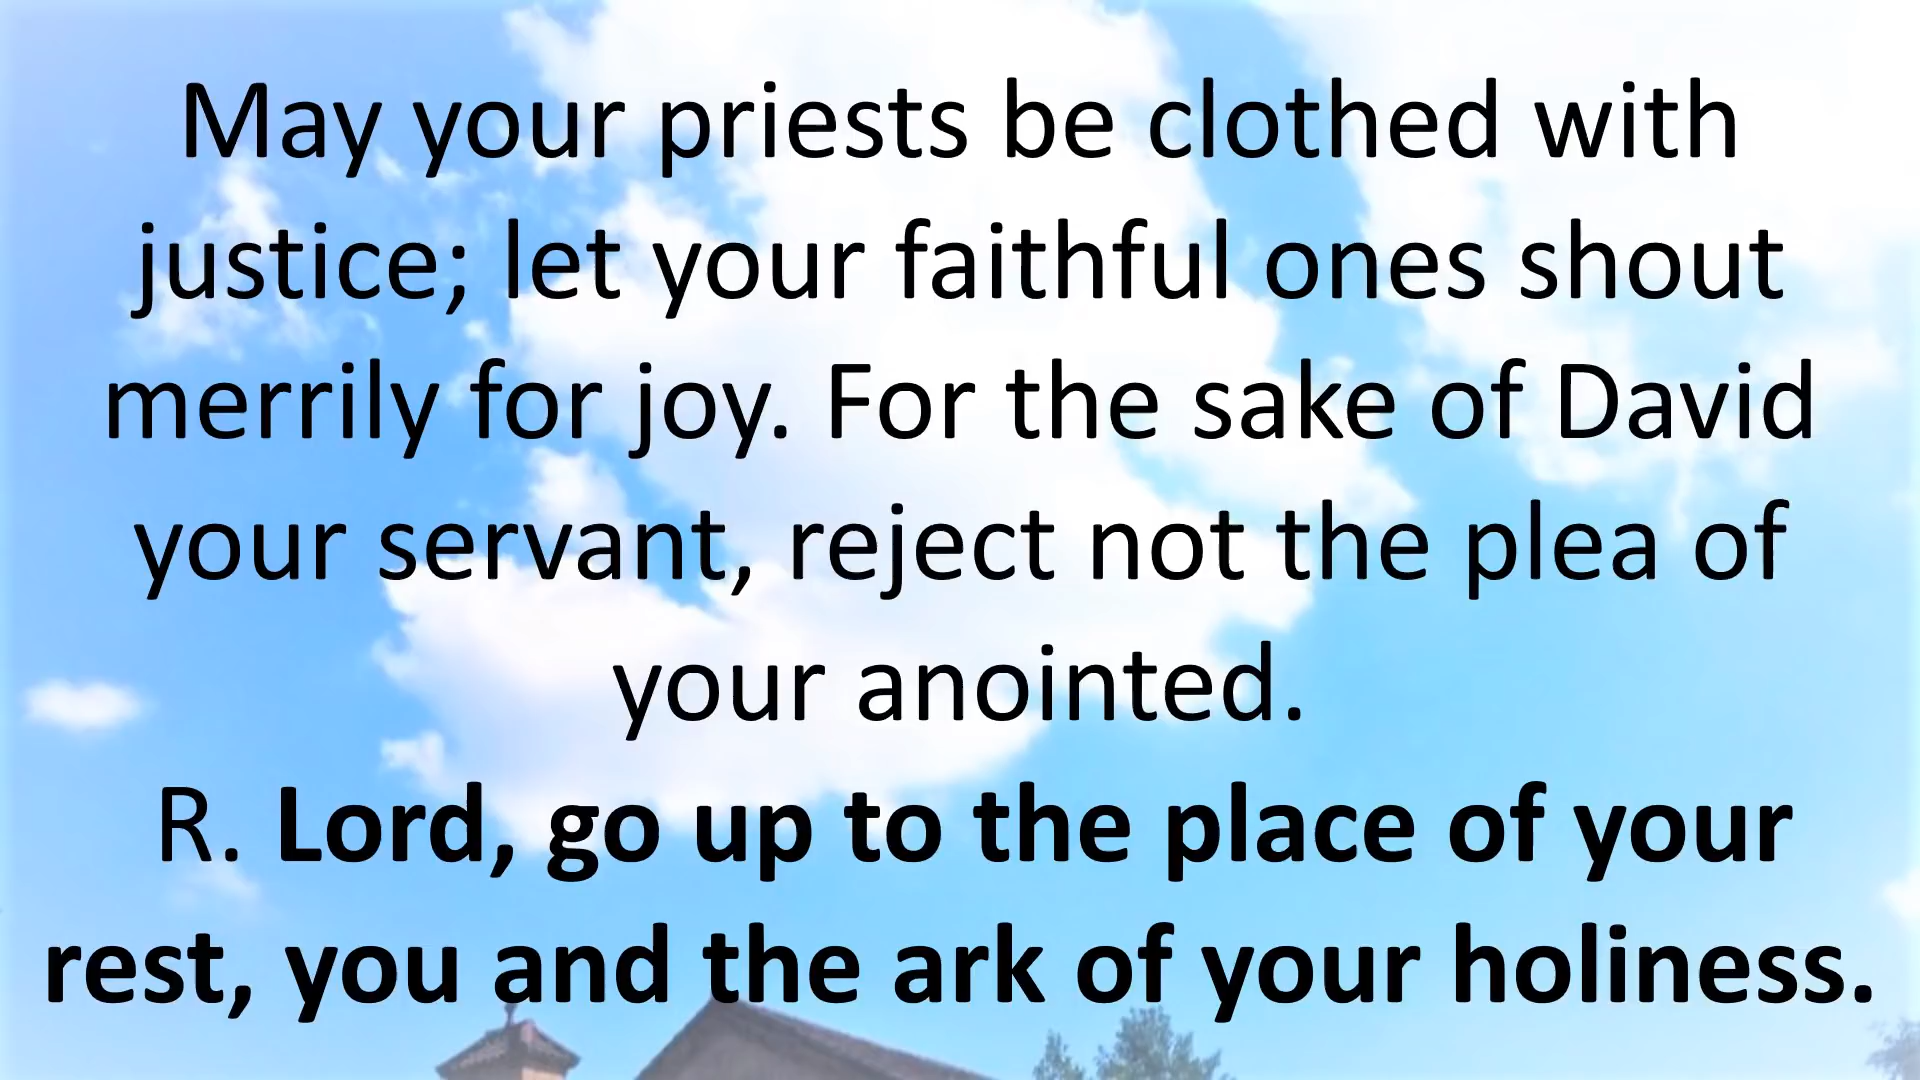 May your priests be clothed with
justice; let your faithful ones shout
merrily for joy. For the sake of David
your servant, reject not the plea of
your anointed.
R. Lord, go up to the place of your
rest, you and the ark of your holiness.